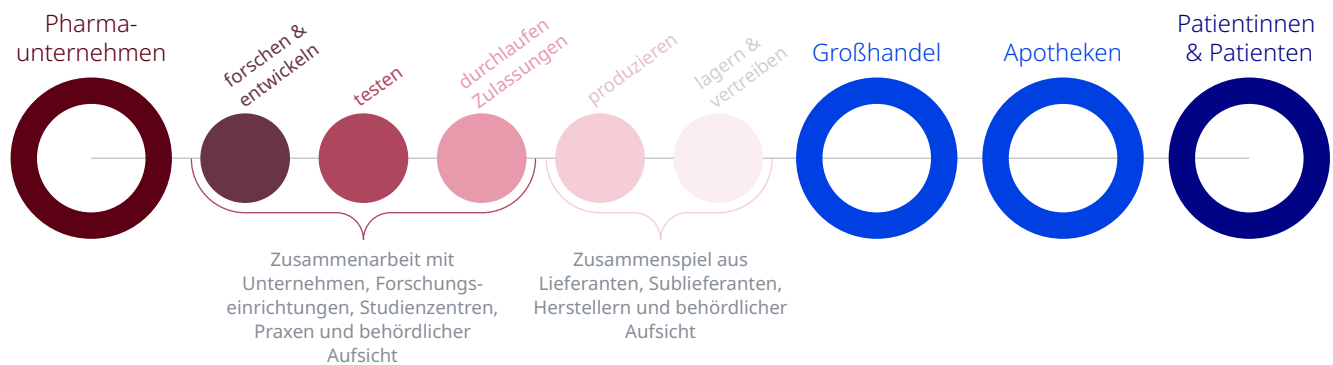 Pharma-
unternehmen
forschen &
entwickeln
testen
durchlaufen
Zulassungen
produzieren
lagern &
vertreiben
Großhandel
Apotheken
Patientinnen
& Patienten
Zusammenarbeit mit
Unternehmen, Forschungs-
einrichtungen, Studienzentren,
Praxen und behördlicher
Aufsicht
Zusammenspiel aus
Lieferanten, Sublieferanten,
Herstellern und behördlicher
Aufsicht